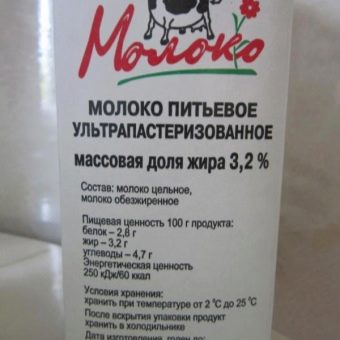 Молоко
МОЛОКО ПИТЬЕВОЕ
УЛЬТРАПАСТЕРИЗОВАННОЕ
массовая доля жира 3,2 %
Состав: молоко цельное,
молоко обезжиренное
Пищевая ценность 100 г продукта:
белок – 2,8 г
жир – 3,2 г
углеводы – 4,7 г
Энергетическая ценность
250 кДж/60 ккал
Условия хранения:
хранить при температуре от 2 °С до 25 °С
После вскрытия упаковки продукт
хранить в холодильнике
Дата изготовления, годен до: